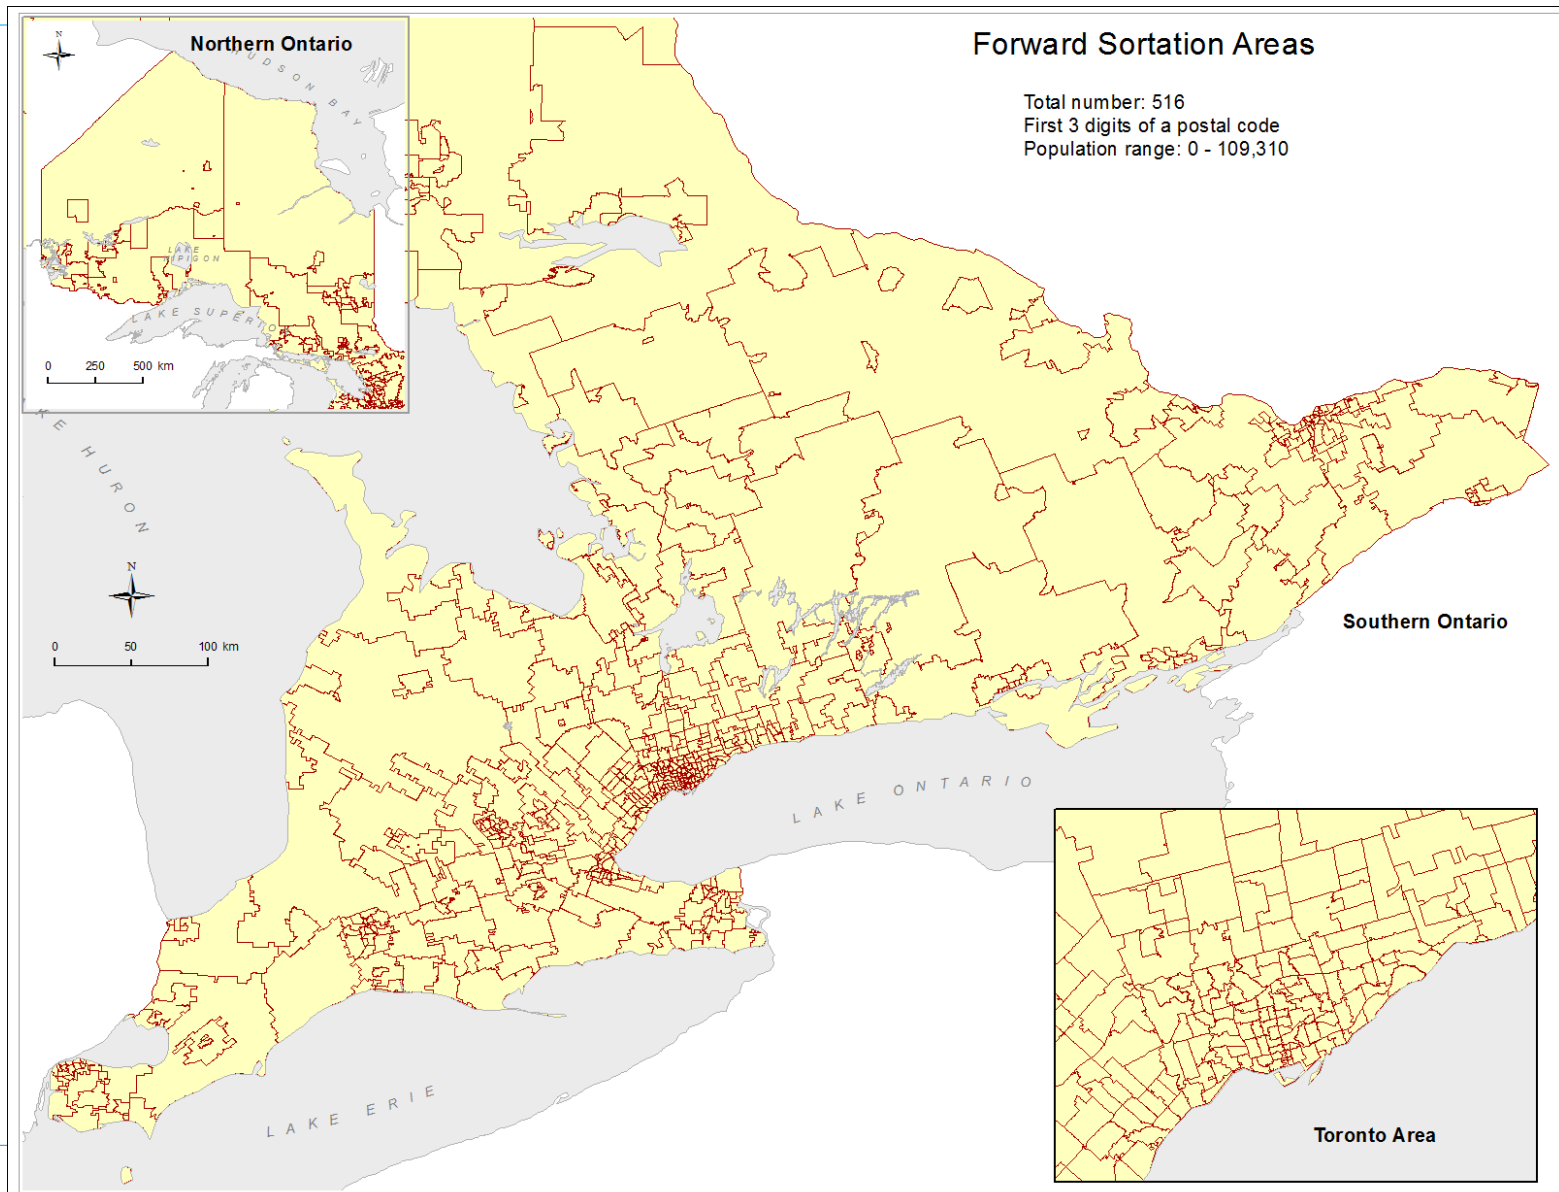 Forward Sortation Areas
Total number: 516
First 3 digits of a postal code
Population range: 0 - 109,310
Northern Ontario
N
HUDSON BAY
LAKE
NIPIGON
LAKE SUPERIOR
0 250 500 km
LAKE HURON
N
0 50 100 km
Southern Ontario
LAKE ONTARIO
LAKE ERIE
Toronto Area